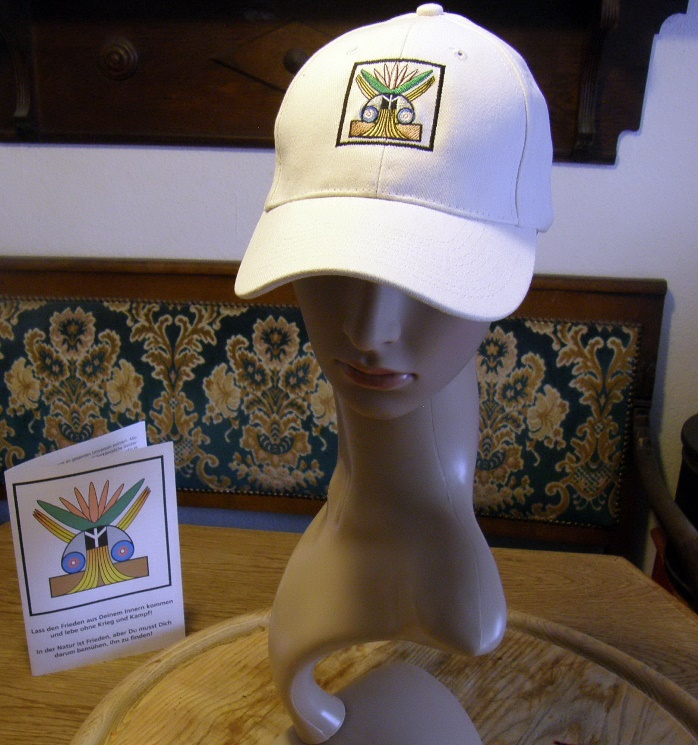 Lass den Frieden aus Deinem Innern kommen
und lebe ohne Krieg und Kampf!
In der Natur ist Frieden, aber Du musst Dich
darum bemühen, ihn zu finden!